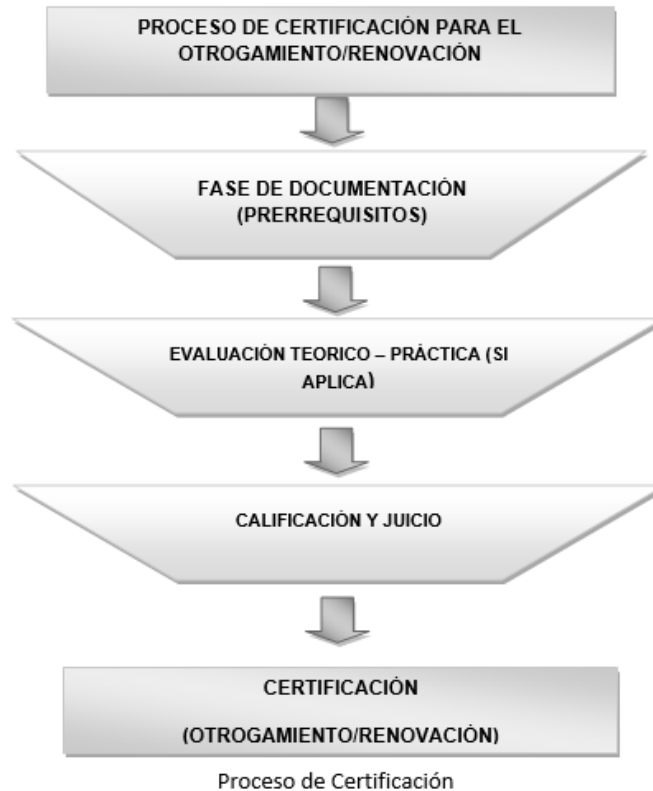 PROCESO DE CERTIFICACIÓN PARA EL
OTROGAMIENTO/RENOVACIÓN
FASE DE DOCUMENTACIÓN
(PRERREQUISITOS)
EVALUACIÓN TEORICO – PRÁCTICA (SI
APLICA)
CALIFICACIÓN Y JUICIO
CERTIFICACIÓN
(OTROGAMIENTO/RENOVACIÓN)
Proceso de Certificación